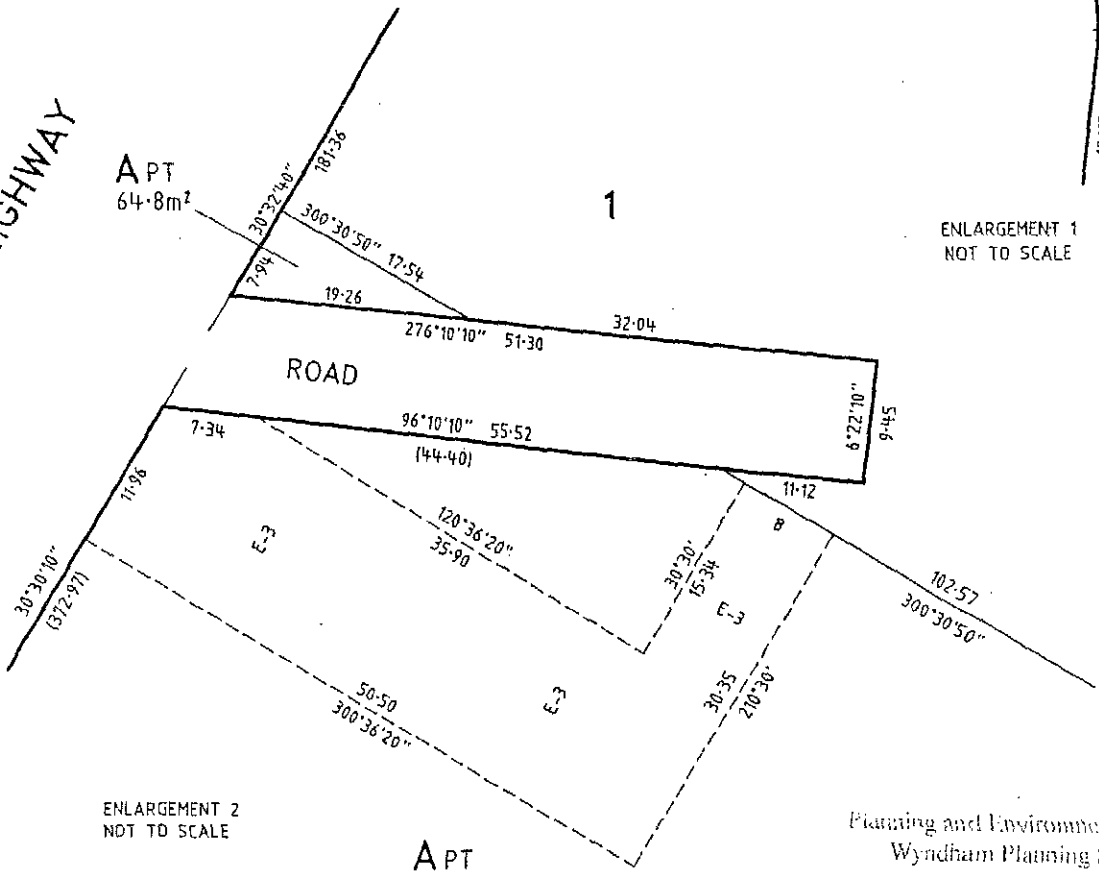 HIGHWAY
A PT
64·8m²
30°32'40"
181·36
7·94
300°30'50" 17·54
1
ENLARGEMENT 1
NOT TO SCALE
19·26
276°10'10" 51·30
32·04
ROAD
6°22'10"
9·45
7·34
96°10'10" 55·52
(44·40)
11·12
11·96
30°30'10"
(372·97)
E-3
120°36'20"
35·90
30°30'
15·34
8
E-3
102·57
300°30'50"
E-3
30·35
210°30'
50·50
300°36'20"
ENLARGEMENT 2
NOT TO SCALE
A PT
Planning and Environme
Wyndham Planning